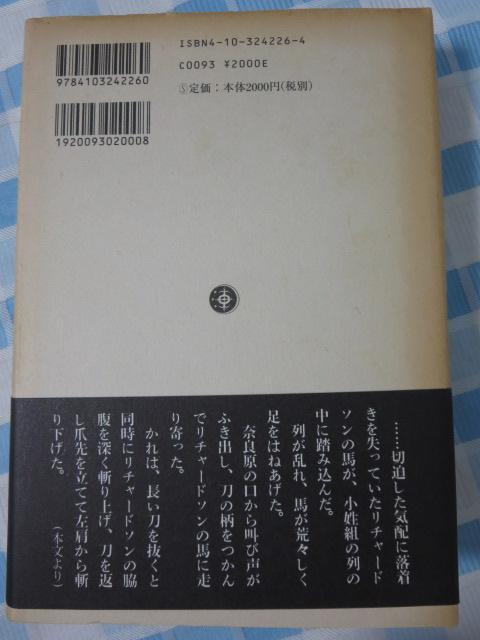 ISBN4-10-324226-4
C0093 ¥2000E
Ⓢ定価：本体2000円(税別)
9784103242260
1920093020008
……切迫した気配に落着
きを失っていたリチャード
ソンの馬が、小姓組の列の
中に踏み込んだ。
列が乱れ、馬が荒々しく
足をはねあげた。
奈良原の口から叫び声が
ふき出し、刀の柄をつかん
でリチャードソンの馬に走
り寄った。
かれは、長い刀を抜くと
同時にリチャードソンの脇
腹を深く斬り上げ、刀を返
し爪先を立てて左肩から斬
り下げた。
(本文より)